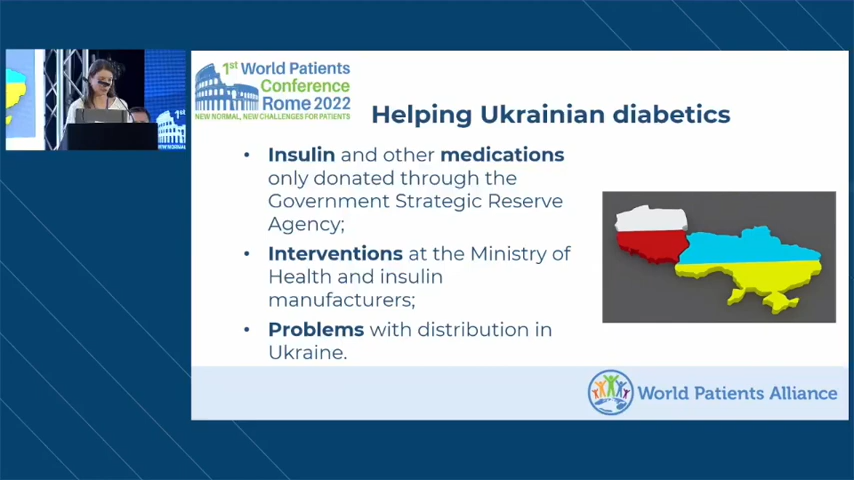 1st World Patients
Conference
Rome 2022
NEW NORMAL, NEW CHALLENGES FOR PATIENTS
Helping Ukrainian diabetics
• Insulin and other medications
only donated through the
Government Strategic Reserve
Agency;
• Interventions at the Ministry of
Health and insulin
manufacturers;
• Problems with distribution in
Ukraine.
World Patients Alliance
1st